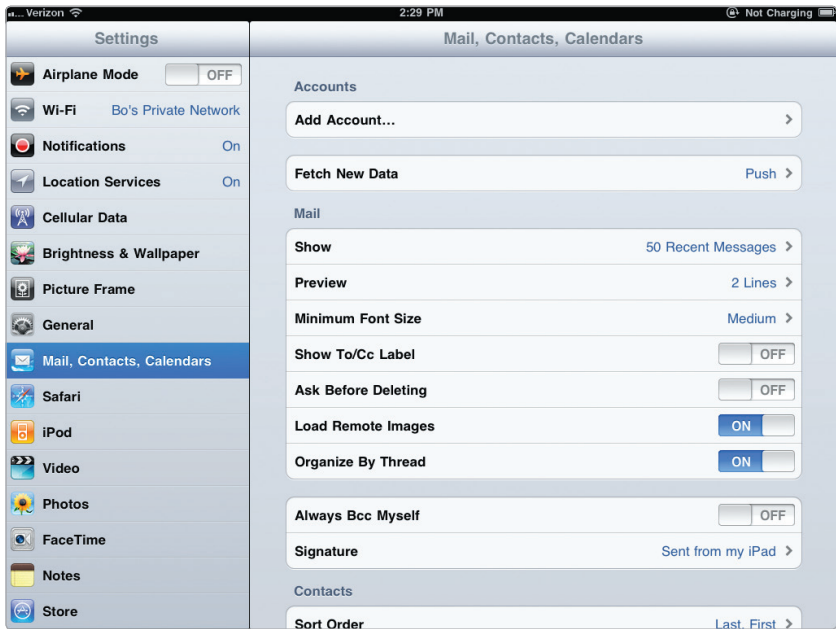 ... Verizon 2:29 PM Not Charging
Settings
Airplane Mode OFF
Wi-Fi Bo's Private Network
Notifications On
Location Services On
Cellular Data
Brightness & Wallpaper
Picture Frame
General
Mail, Contacts, Calendars
Safari
iPod
Video
Photos
FaceTime
Notes
Store
Mail, Contacts, Calendars
Accounts
Add Account...
Fetch New Data Push
Mail
Show 50 Recent Messages
Preview 2 Lines
Minimum Font Size Medium
Show To/Cc Label OFF
Ask Before Deleting OFF
Load Remote Images ON
Organize By Thread ON
Always Bcc Myself OFF
Signature Sent from my iPad
Contacts
Sort Order Last, First